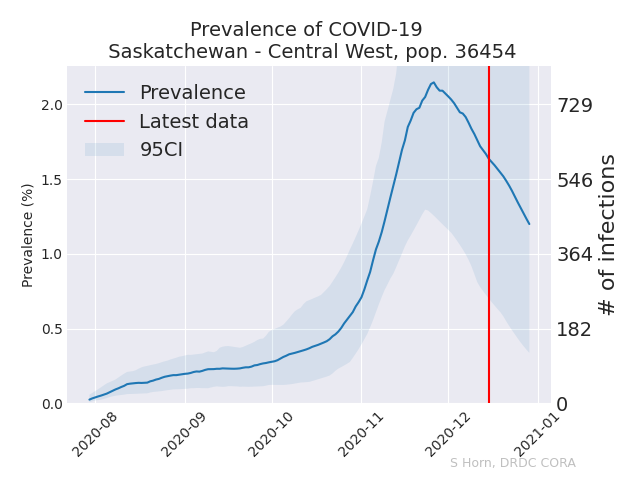 Prevalence of COVID-19
Saskatchewan - Central West, pop. 36454
Prevalence
Latest data
95CI
Prevalence (%)
2.0
1.5
1.0
0.5
0.0
729
546
364
182
0
# of infections
2020-08
2020-09
2020-10
2020-11
2020-12
2021-01
S Horn, DRDC CORA